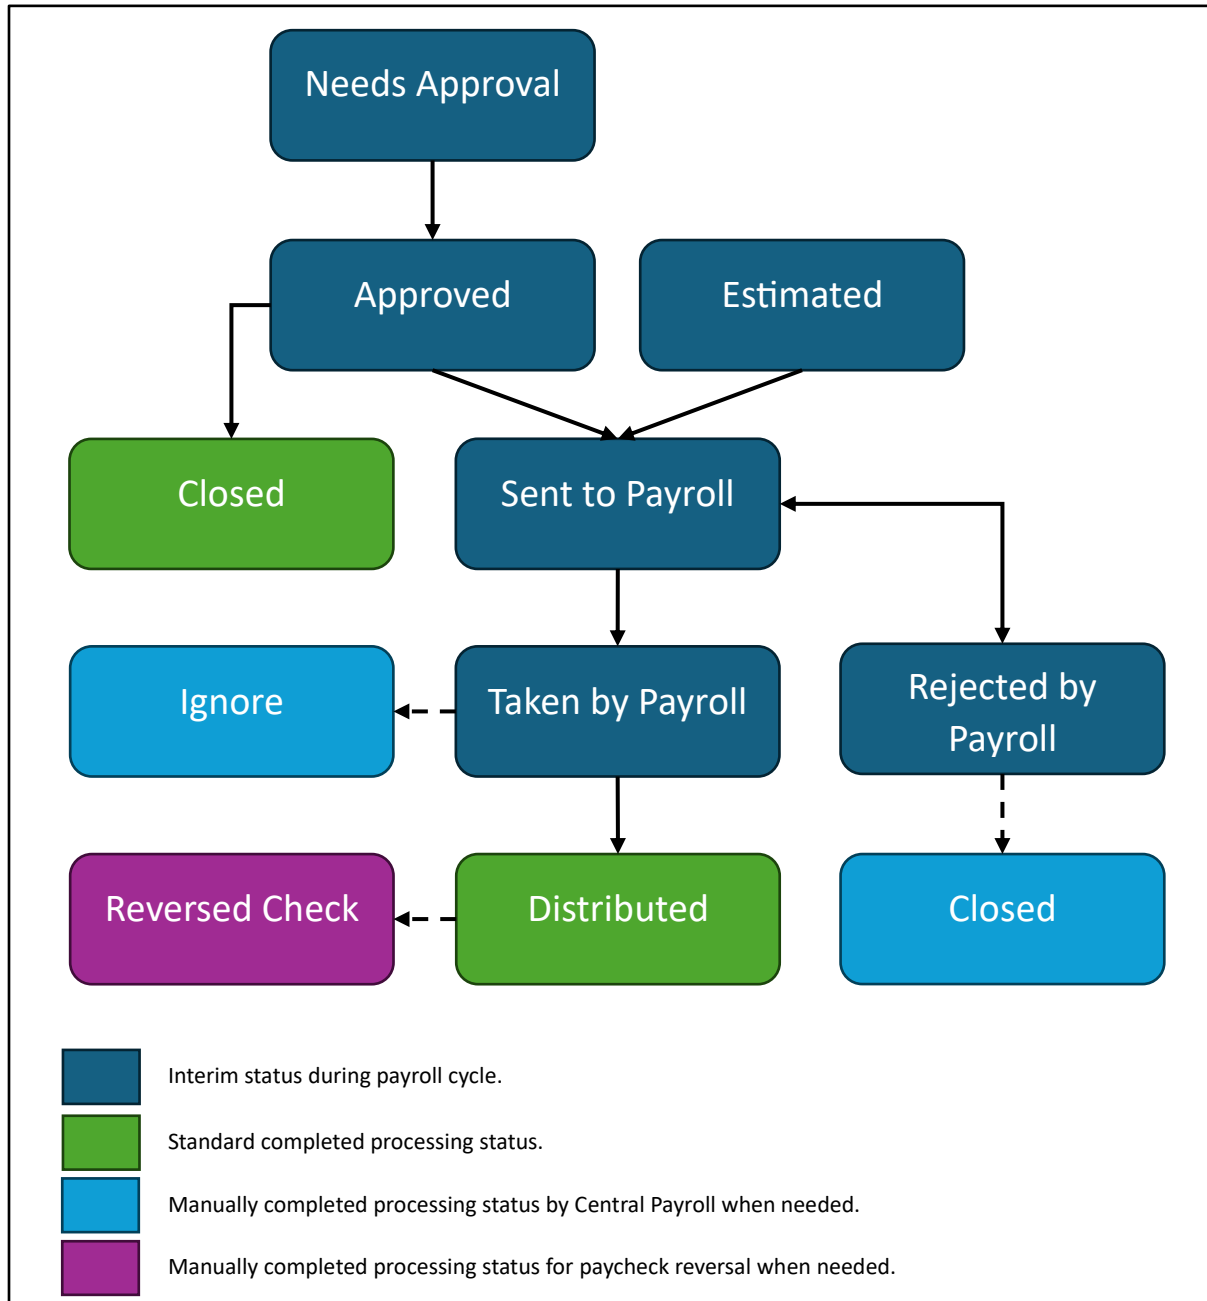 Needs Approval
Approved
Estimated
Closed
Sent to Payroll
Ignore
Taken by Payroll
Rejected by
Payroll
Reversed Check
Distributed
Closed
Interim status during payroll cycle.
Standard completed processing status.
Manually completed processing status by Central Payroll when needed.
Manually completed processing status for paycheck reversal when needed.